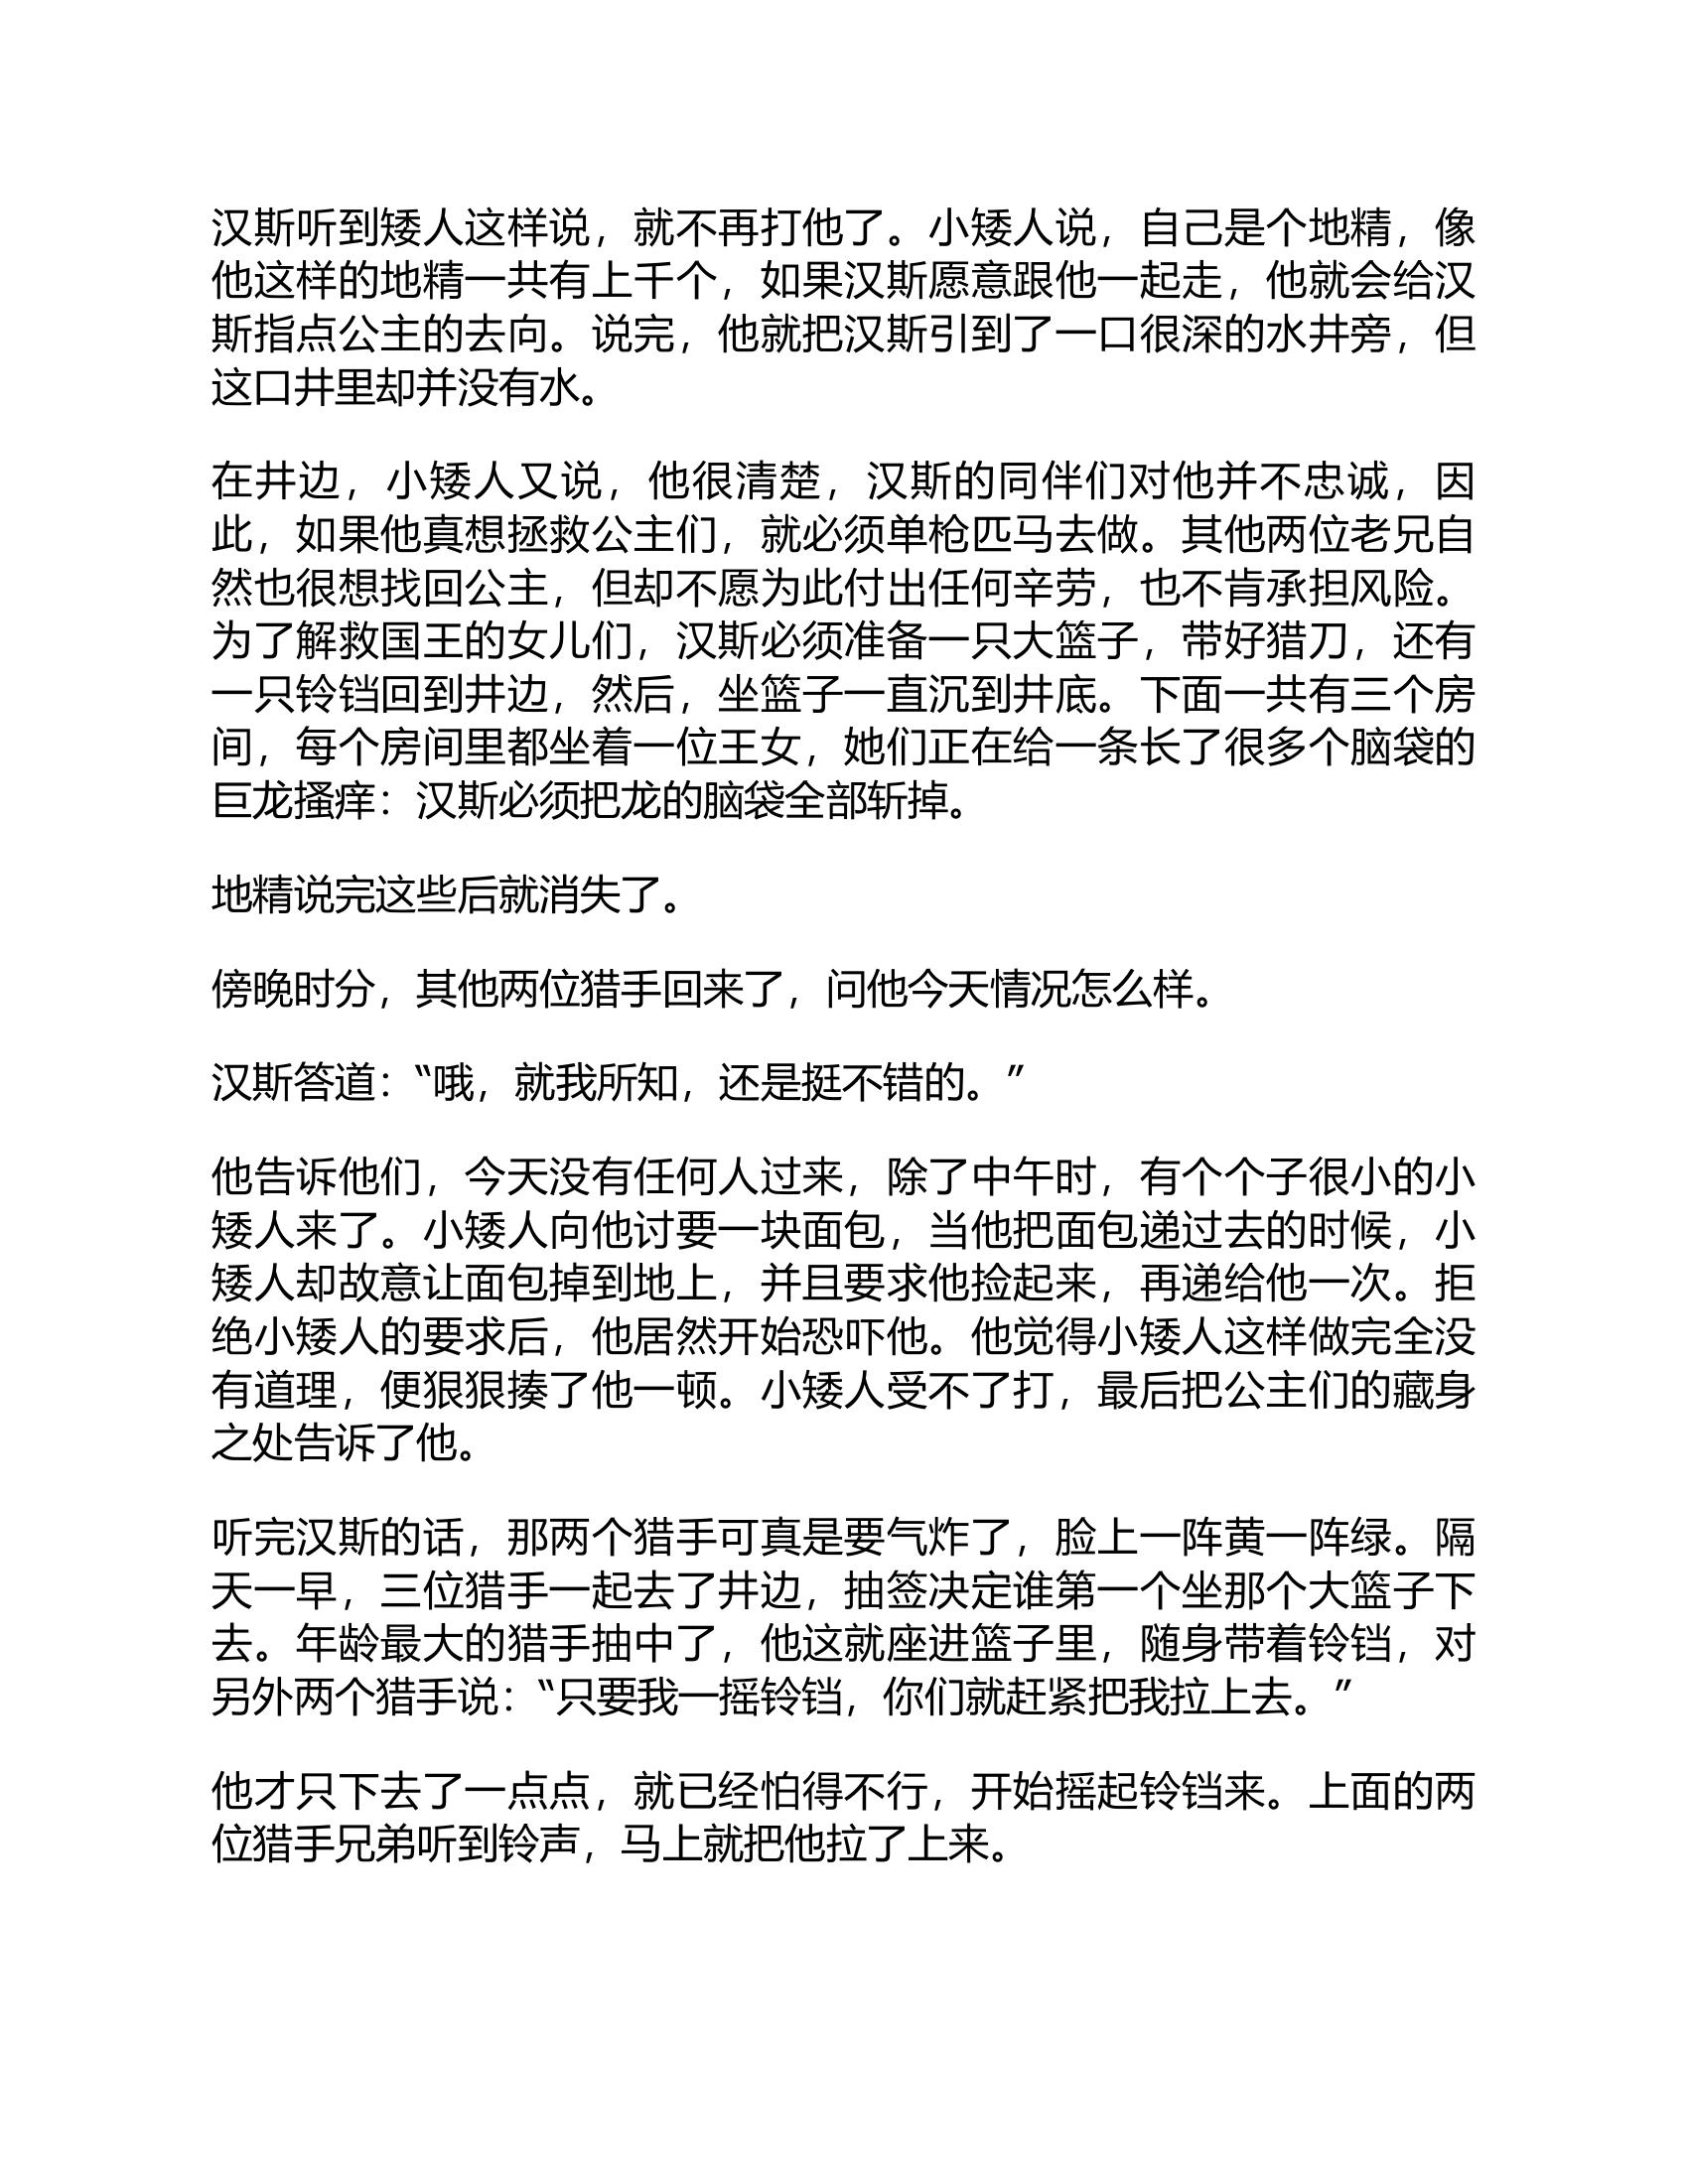 汉斯听到矮人这样说，就不再打他了。小矮人说，自己是个地精，像
他这样的地精一共有上千个，如果汉斯愿意跟他一起走，他就会给汉
斯指点公主的去向。说完，他就把汉斯引到了一口很深的水井旁，但
这口井里却并没有水。
在井边，小矮人又说，他很清楚，汉斯的同伴们对他并不忠诚，因
此，如果他真想拯救公主们，就必须单枪匹马去做。其他两位老兄自
然也很想找回公主，但却不愿为此付出任何辛劳，也不肯承担风险。
为了解救国王的女儿们，汉斯必须准备一只大篮子，带好猎刀，还有
一只铃铛回到井边，然后，坐篮子一直沉到井底。下面一共有三个房
间，每个房间里都坐着一位王女，她们正在给一条长了很多个脑袋的
巨龙搔痒：汉斯必须把龙的脑袋全部斩掉。
地精说完这些后就消失了。
傍晚时分，其他两位猎手回来了，问他今天情况怎么样。
汉斯答道：“哦，就我所知，还是挺不错的。”
他告诉他们，今天没有任何人过来，除了中午时，有个个子很小的小
矮人来了。小矮人向他讨要一块面包，当他把面包递过去的时候，小
矮人却故意让面包掉到地上，并且要求他捡起来，再递给他一次。拒
绝小矮人的要求后，他居然开始恐吓他。他觉得小矮人这样做完全没
有道理，便狠狠揍了他一顿。小矮人受不了打，最后把公主们的藏身
之处告诉了他。
听完汉斯的话，那两个猎手可真是要气炸了，脸上一阵黄一阵绿。隔
天一早，三位猎手一起去了井边，抽签决定谁第一个坐那个大篮子下
去。年龄最大的猎手抽中了，他这就座进篮子里，随身带着铃铛，对
另外两个猎手说：“只要我一摇铃铛，你们就赶紧把我拉上去。”
他才只下去了一点点，就已经怕得不行，开始摇起铃铛来。上面的两
位猎手兄弟听到铃声，马上就把他拉了上来。